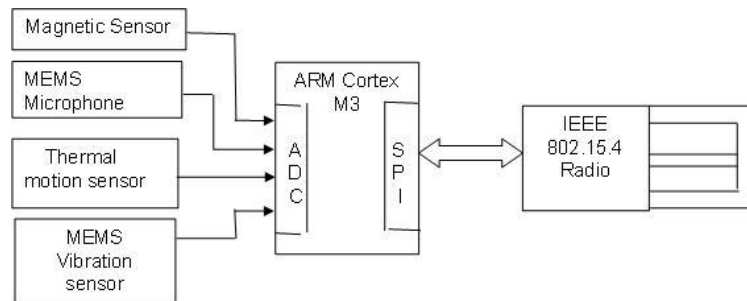 Magnetic Sensor
MEMS
Microphone
Thermal
motion sensor
MEMS
Vibration
sensor
ARM Cortex
M3
A
D
C
S
P
I
IEEE
802.15.4
Radio